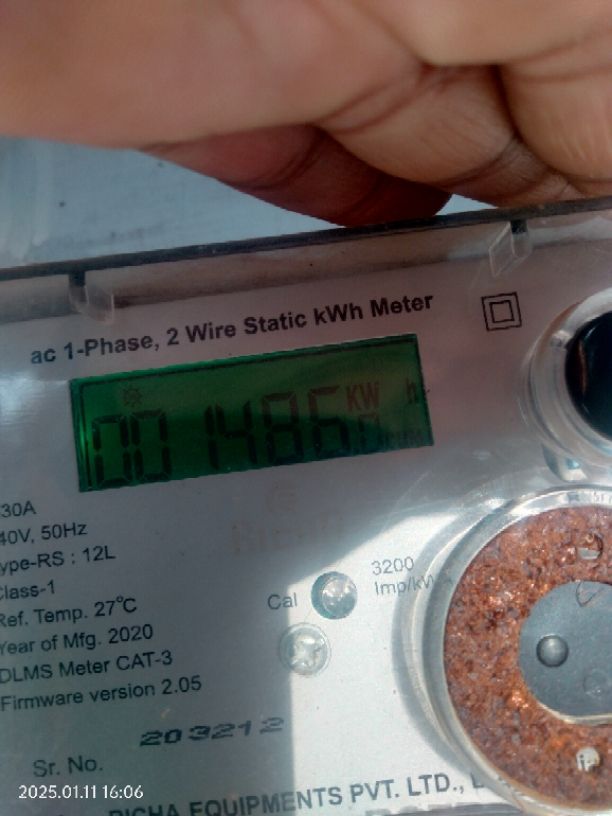 ac 1-Phase, 2 Wire Static kWh Meter
001486 KW h
30A
40V, 50Hz
ype-RS : 12L
Class-1
Ref. Temp. 27°C
Year of Mfg. 2020
DLMS Meter CAT-3
Firmware version 2.05
Cal
3200
Imp/kW
203212
Sr. No.
RICHA EQUIPMENTS PVT. LTD.,
2025.01.11 16:06